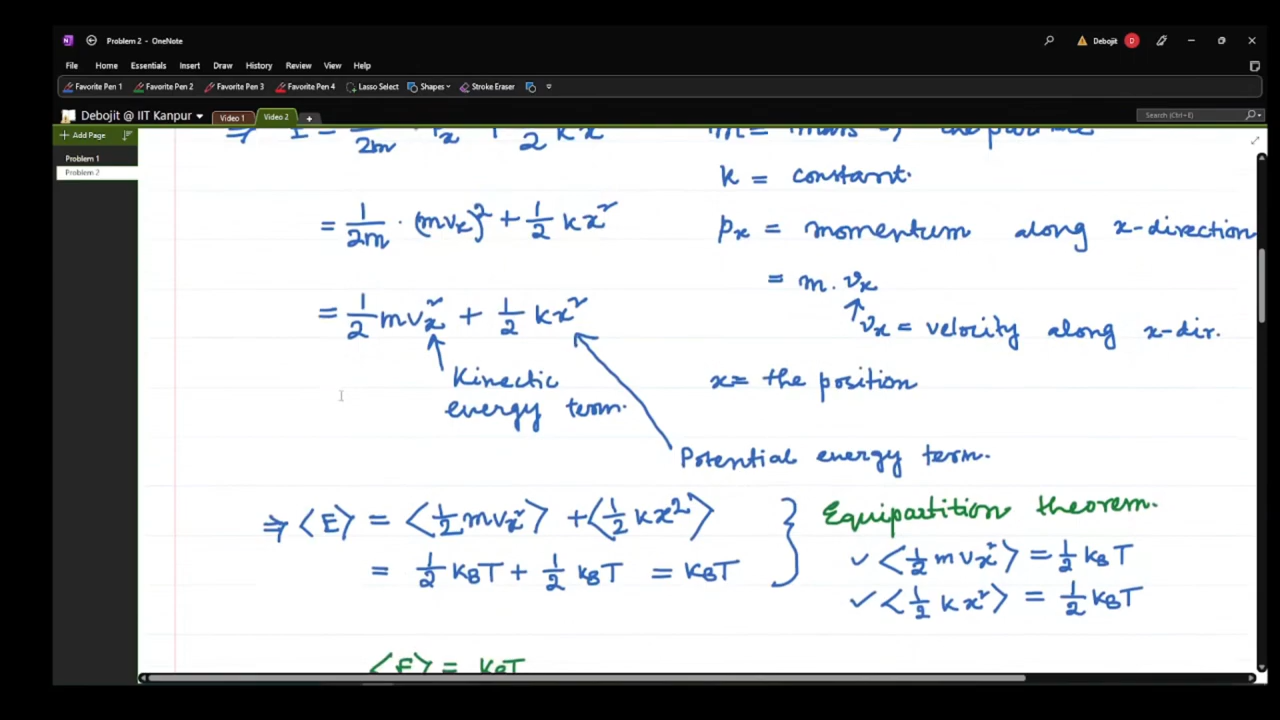 Problem 2 - OneNote
Debojit D
File Home Essentials Insert Draw History Review View Help
Favorite Pen 1 Favorite Pen 2 Favorite Pen 3 Favorite Pen 4 Lasso Select Shapes Stroke Eraser
Debojit @ IIT Kanpur Video 1 Video 2 + Search (Ctrl+E)
+ Add Page
Problem 1
Problem 2
k = constant.
= 1/2m · (mvx)² + 1/2 kx²
px = momentum along x-direction
= m. vx
= 1/2 mvx² + 1/2 kx²
vx = velocity along x-dir.
Kinectic
energy term.
x = the position
Potential energy term.
⇒ ⟨E⟩ = ⟨1/2 mvx²⟩ + ⟨1/2 kx²⟩
= 1/2 kBT + 1/2 kBT = kBT
Equipartition theorem.
✓ ⟨1/2 mvx²⟩ = 1/2 kBT
✓ ⟨1/2 kx²⟩ = 1/2 kBT
⟨E⟩ = kBT